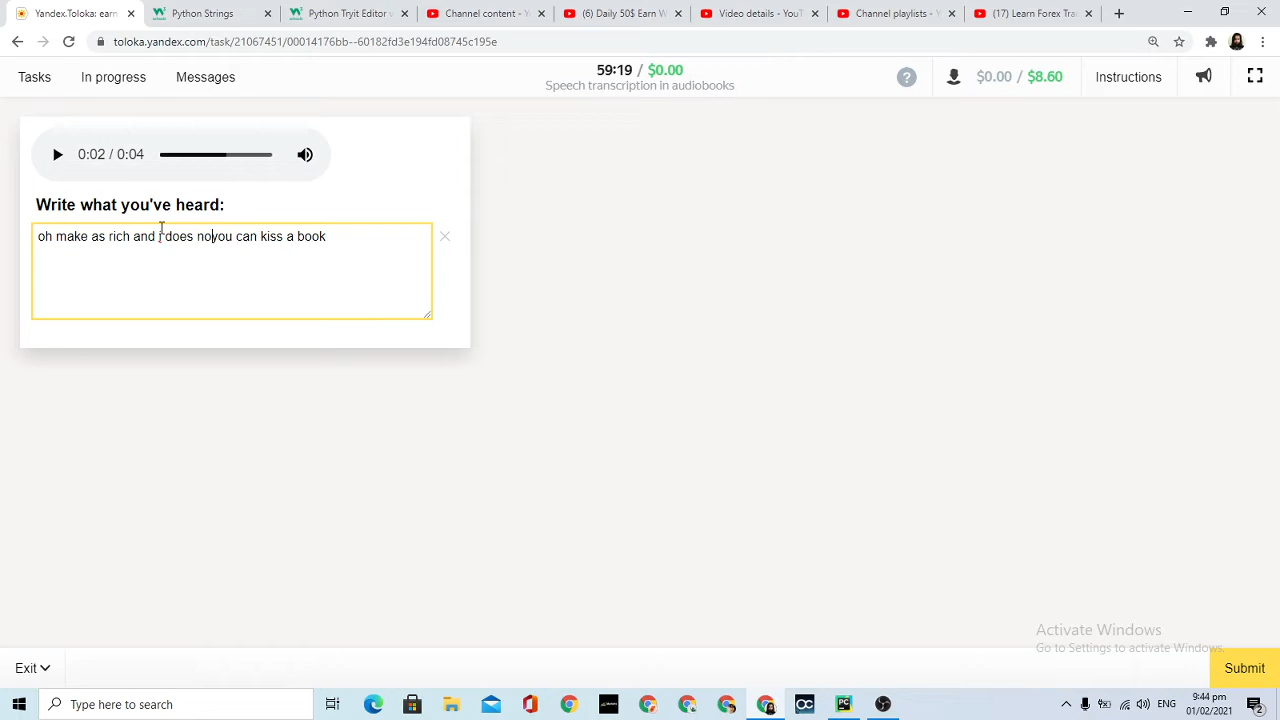 Yandex.Toloka earn
Python Strings
Python Tryit Editor v
Channel content - Y
(6) Daily 50$ Earn W
Video details - YouT
Channel playlists - Y
(17) Learn Forex Tra
toloka.yandex.com/task/21067451/00014176bb--60182fd3e194fd08745c195e
Tasks
In progress
Messages
59:19 / $0.00
Speech transcription in audiobooks
$0.00 / $8.60
Instructions
0:02 / 0:04
Write what you've heard:
oh make as rich and i does noyou can kiss a book
Activate Windows
Go to Settings to activate Windows.
Exit
Submit
Type here to search
ENG
9:44 pm
01/02/2021
2